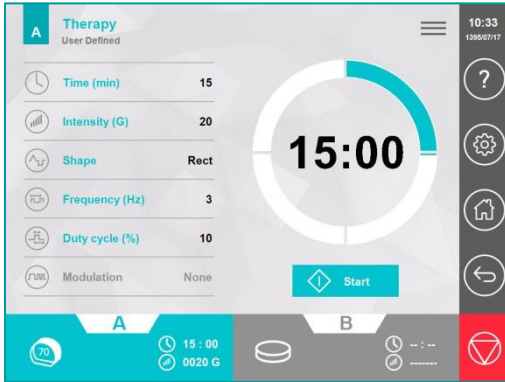 A
Therapy
User Defined
10:33
1395/07/17
Time (min) 15
Intensity (G) 20
Shape Rect
Frequency (Hz) 3
Duty cycle (%) 10
Modulation None
15:00
Start
?
A
70
15 : 00
0020 G
B
-- : --
-------